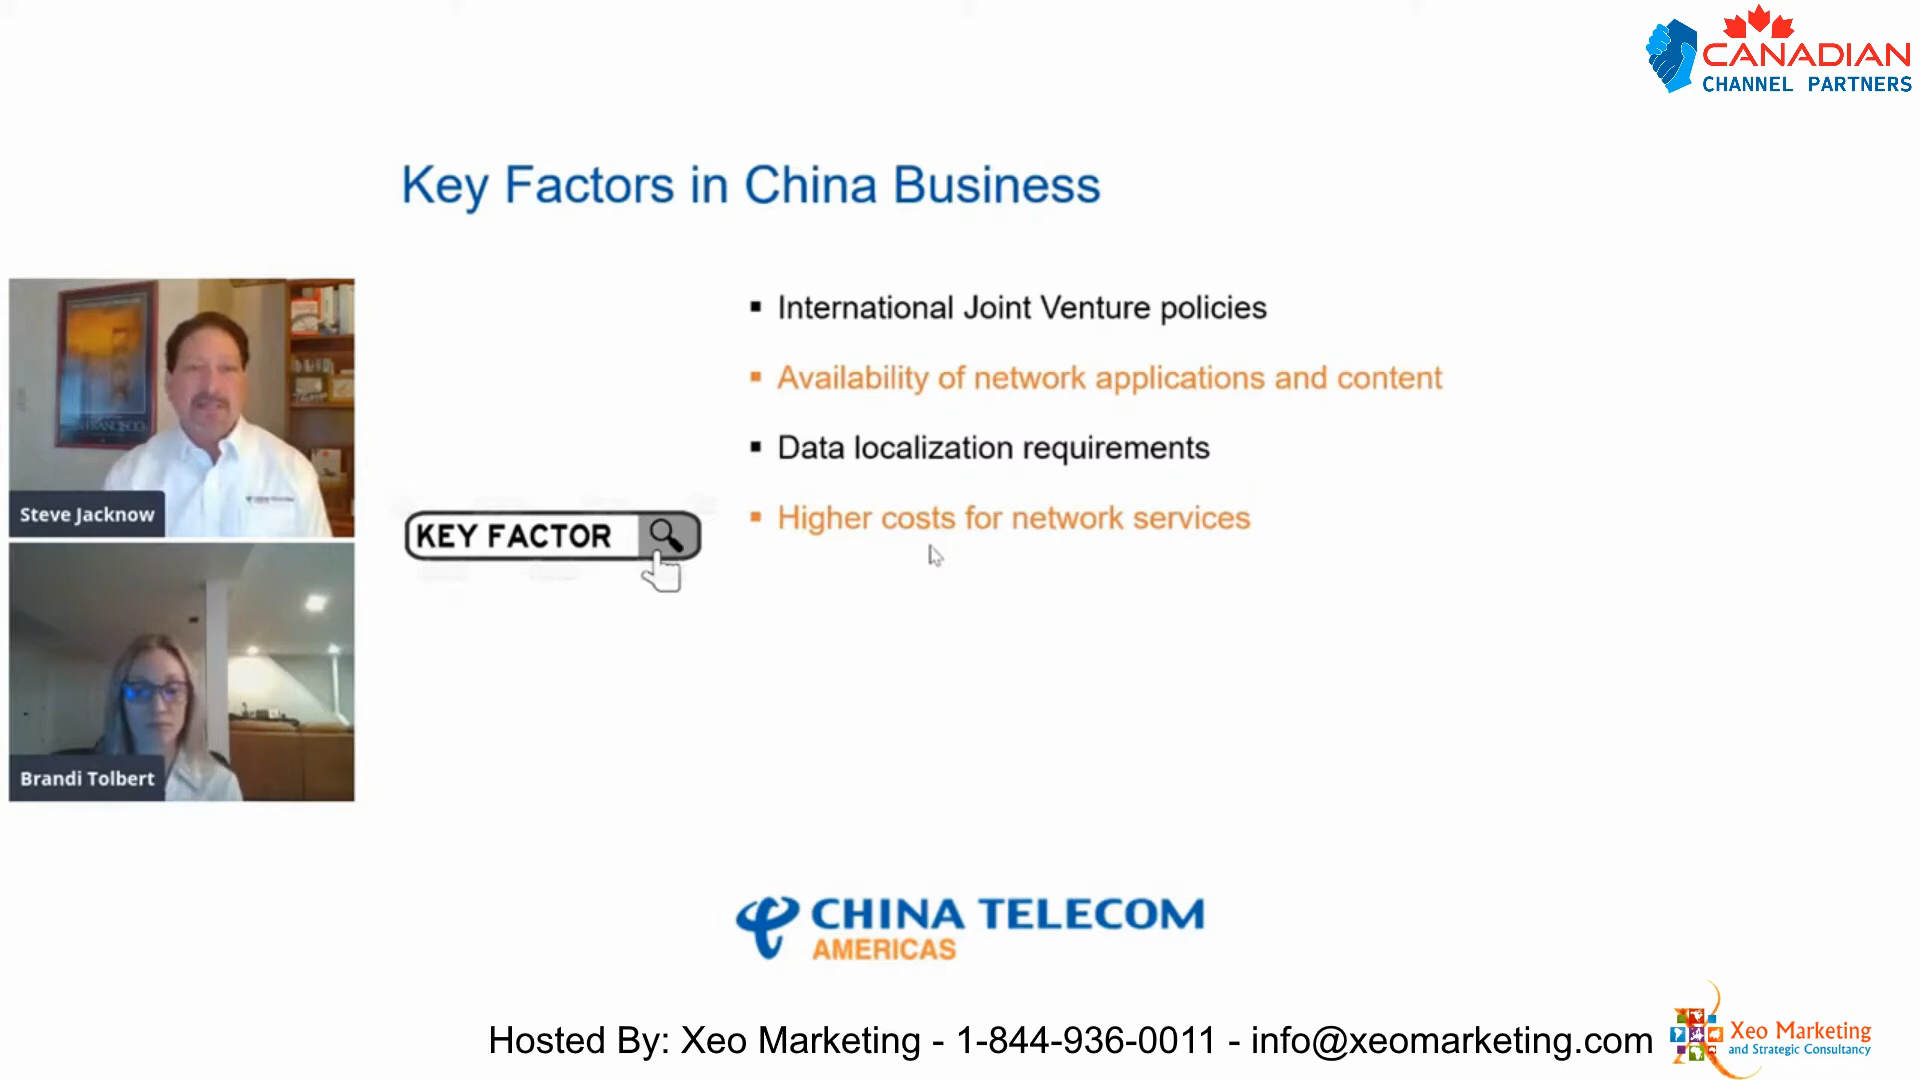 CANADIAN
CHANNEL PARTNERS
Key Factors in China Business
▪ International Joint Venture policies
▪ Availability of network applications and content
▪ Data localization requirements
▪ Higher costs for network services
KEY FACTOR
Steve Jacknow
Brandi Tolbert
CHINA TELECOM
AMERICAS
Hosted By: Xeo Marketing - 1-844-936-0011 - info@xeomarketing.com
Xeo Marketing
and Strategic Consultancy